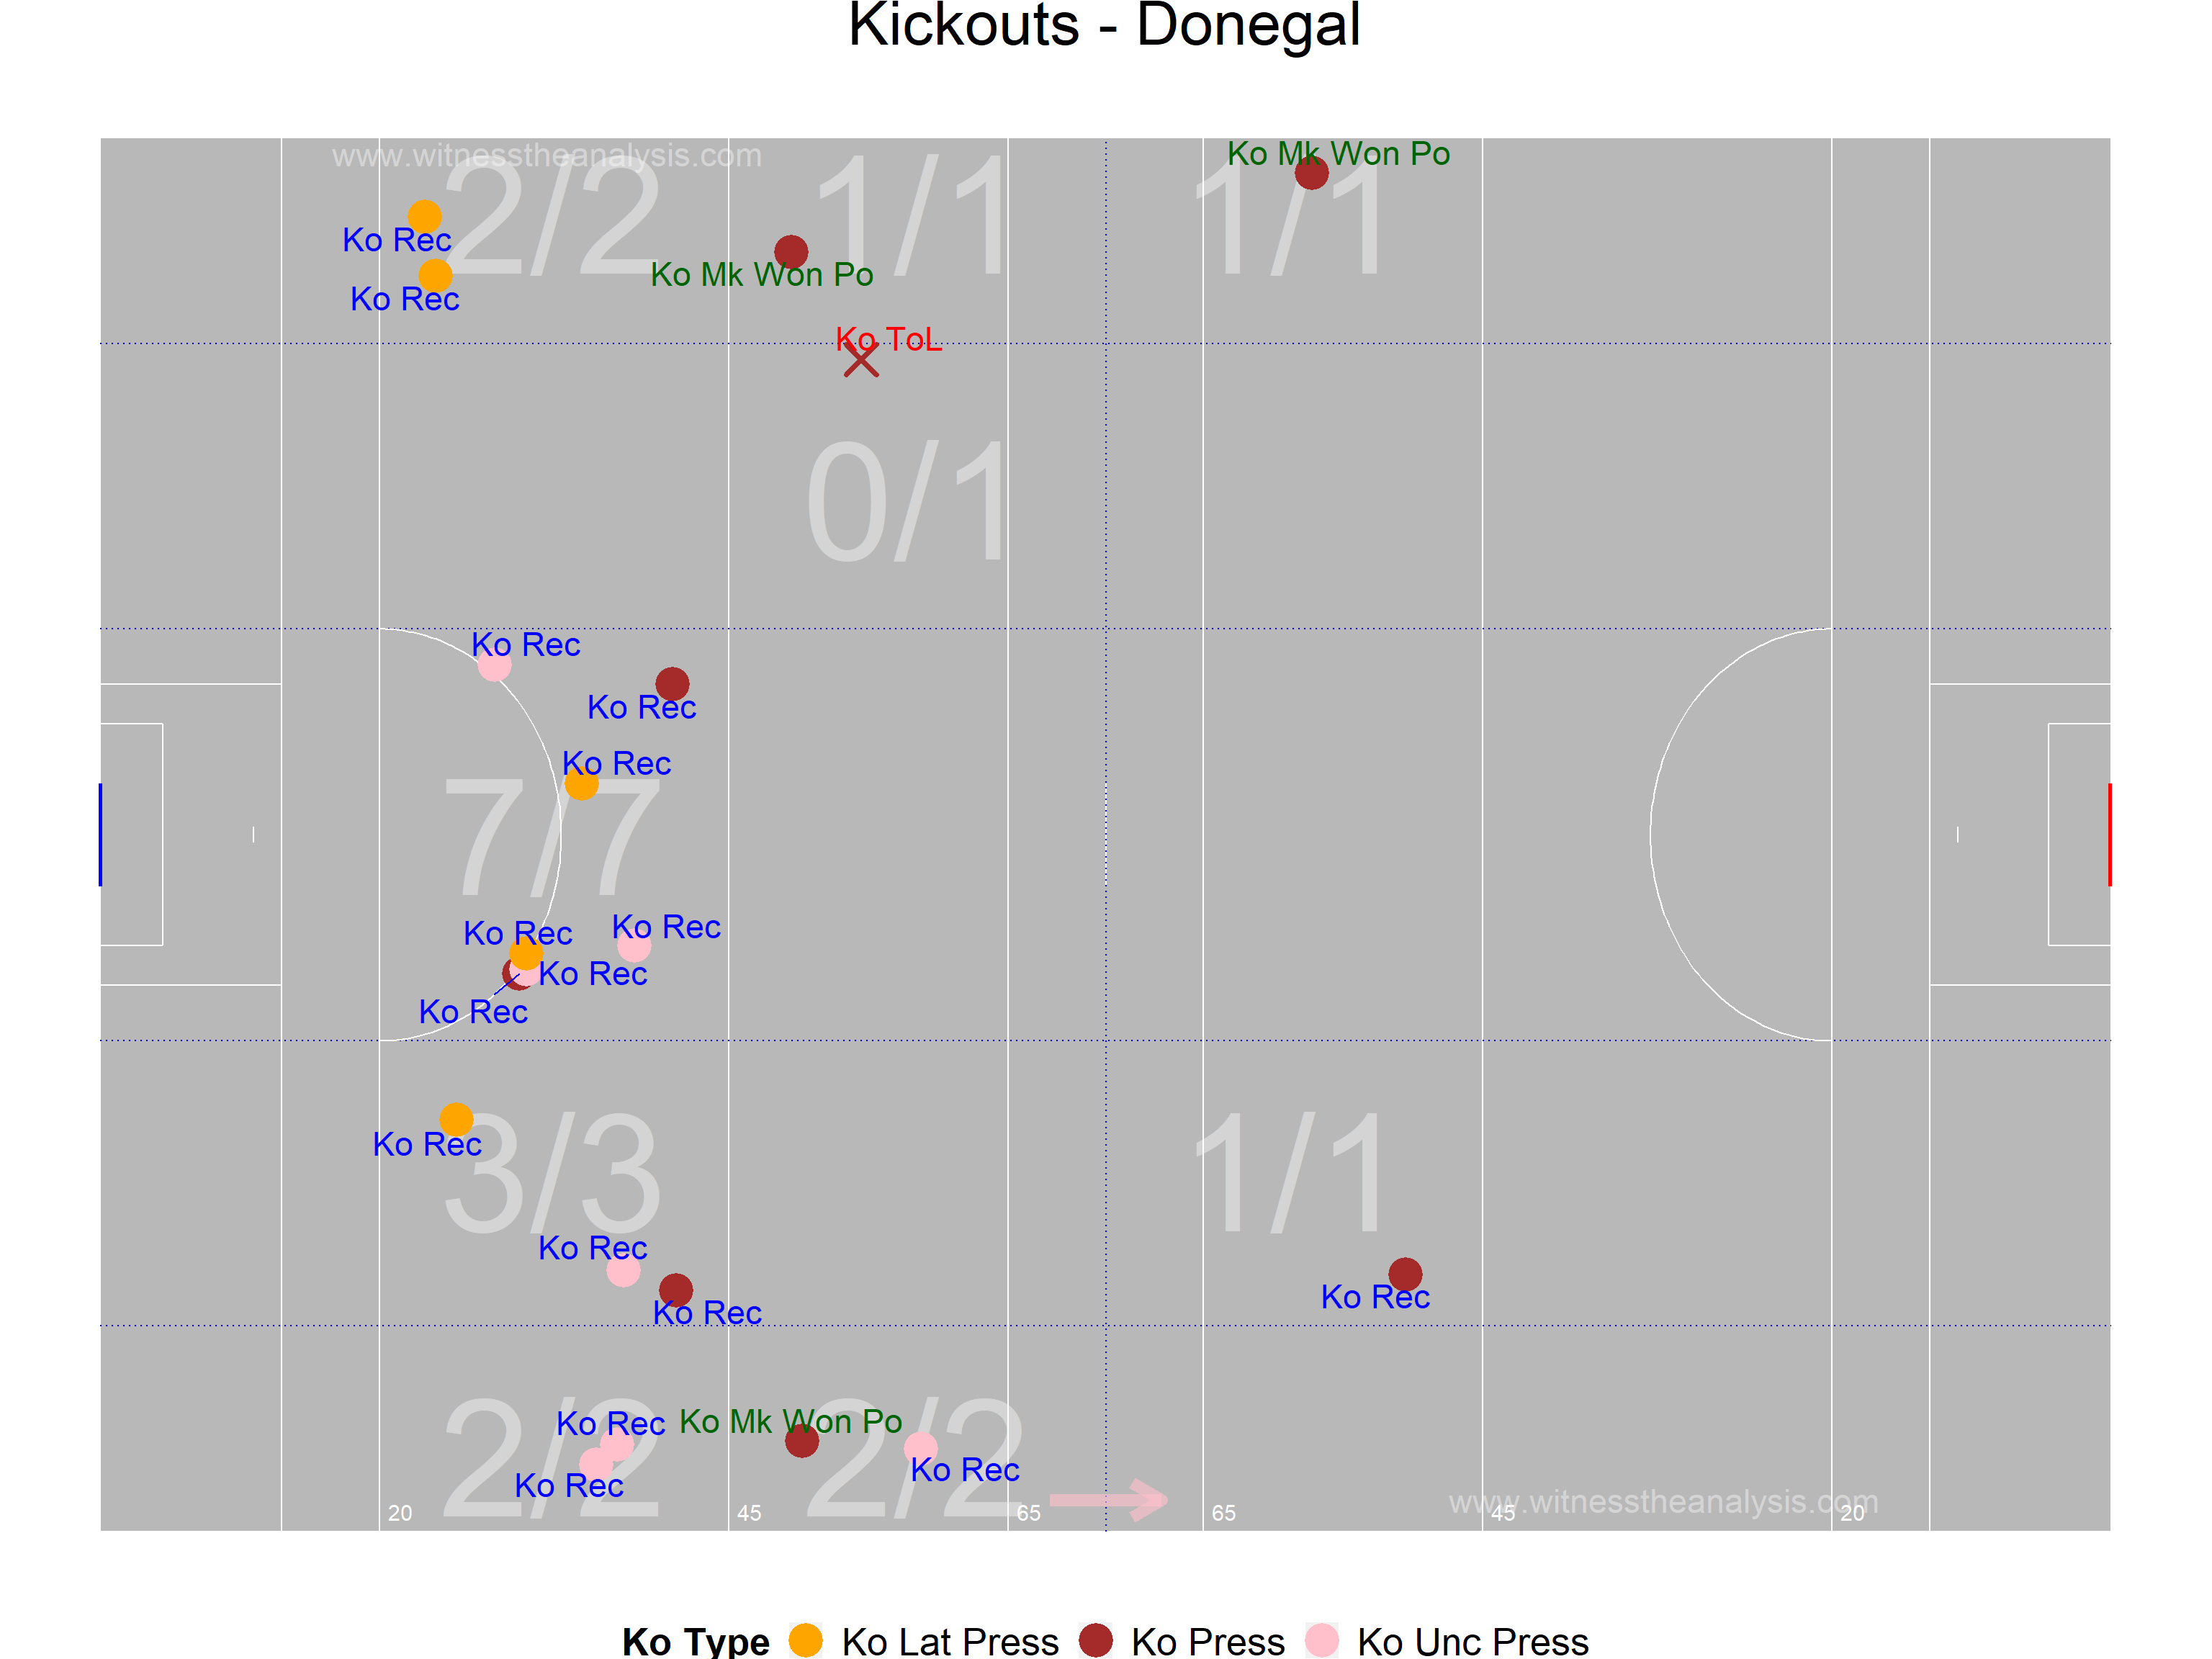 Kickouts - Donegal
www.witnesstheanalysis.com
Ko Mk Won Po
2/2
1/1
1/1
Ko Rec
Ko Mk Won Po
Ko Rec
Ko ToL
0/1
Ko Rec
Ko Rec
Ko Rec
7/7
Ko Rec
Ko Rec
Ko Rec
Ko Rec
Ko Rec
3/3
1/1
Ko Rec
Ko Rec
Ko Rec
Ko Rec
Ko Mk Won Po
2/2
2/2
Ko Rec
Ko Rec
www.witnesstheanalysis.com
20
45
65
65
45
20
Ko Type Ko Lat Press Ko Press Ko Unc Press